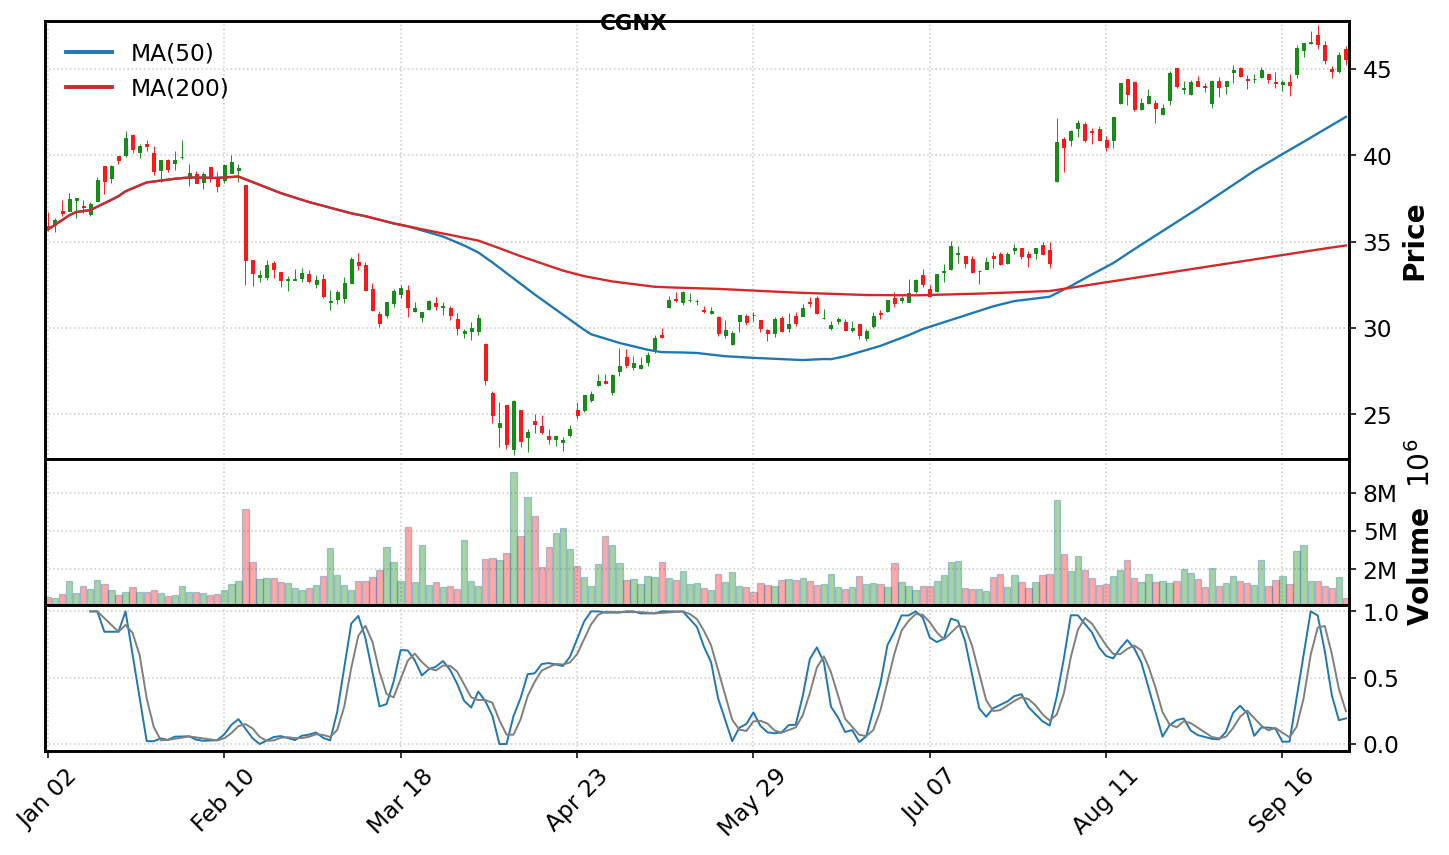 CGNX
MA(50)
MA(200)
45
40
35
30
25
Price
8M
5M
2M
Volume 10^6
1.0
0.5
0.0
Jan 02
Feb 10
Mar 18
Apr 23
May 29
Jul 07
Aug 11
Sep 16